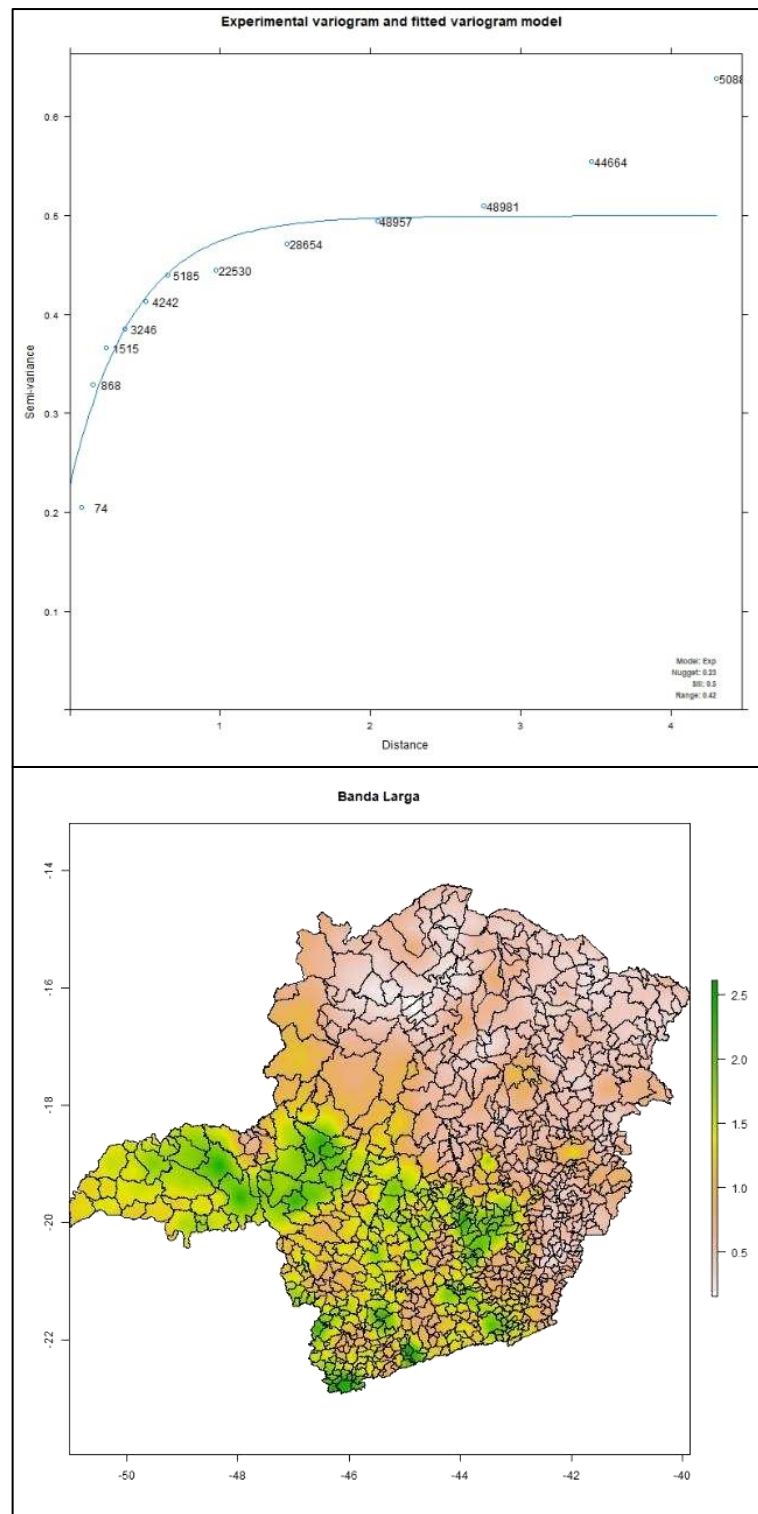 Experimental variogram and fitted variogram model
0.6
0.5
0.4
0.3
0.2
0.1
Semi-variance
5088
44664
48981
48957
28654
22530
5185
4242
3246
1515
868
74
Model: Exp
Nugget: 0.23
Sill: 0.5
Range: 0.42
1 2 3 4
Distance
Banda Larga
-14
-16
-18
-20
-22
2.5
2.0
1.5
1.0
0.5
-50 -48 -46 -44 -42 -40